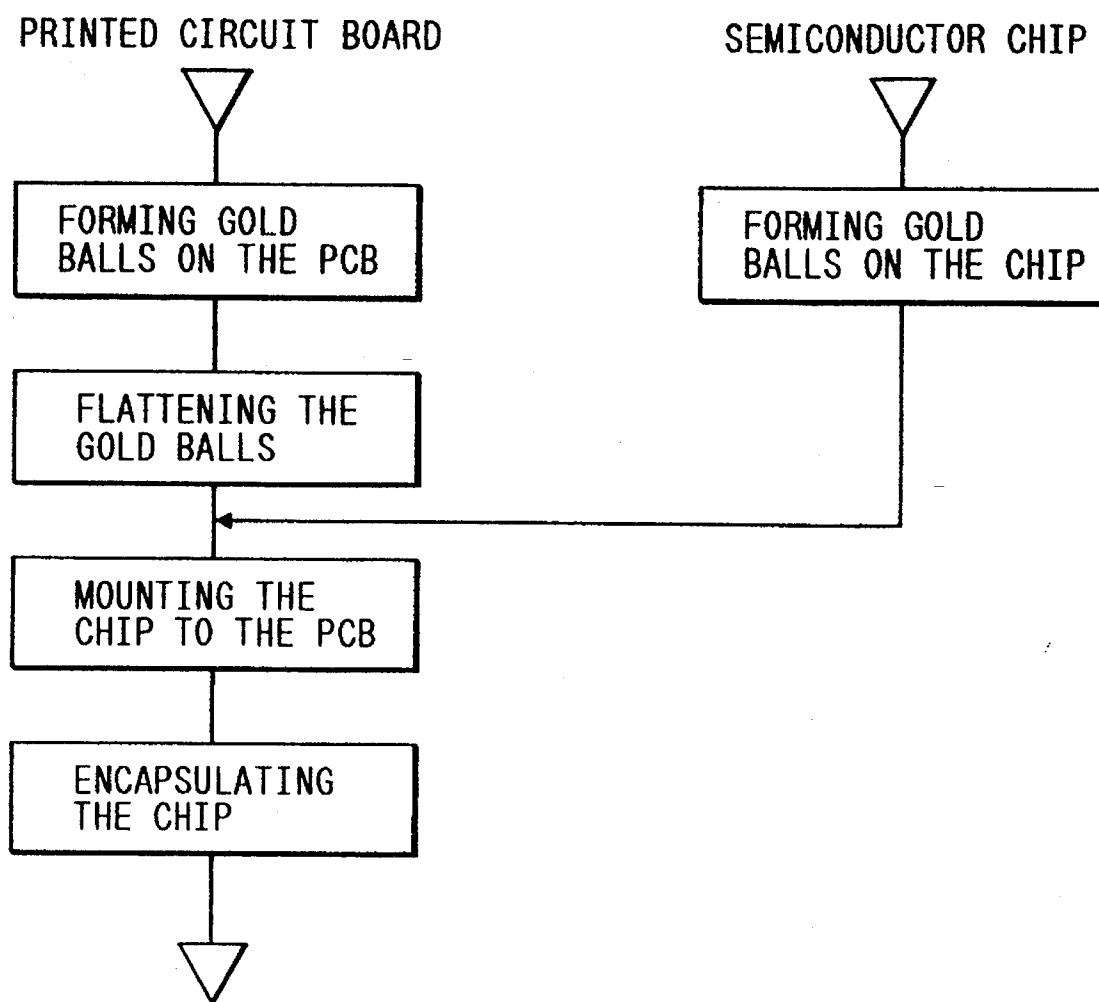 PRINTED CIRCUIT BOARD
SEMICONDUCTOR CHIP
FORMING GOLD
BALLS ON THE PCB
FORMING GOLD
BALLS ON THE CHIP
FLATTENING THE
GOLD BALLS
MOUNTING THE
CHIP TO THE PCB
ENCAPSULATING
THE CHIP